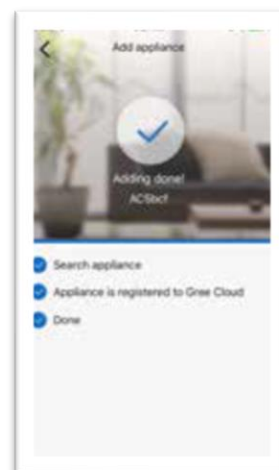 Add appliance
Adding done!
Search appliance
Appliance is registered to Gree Cloud
Done